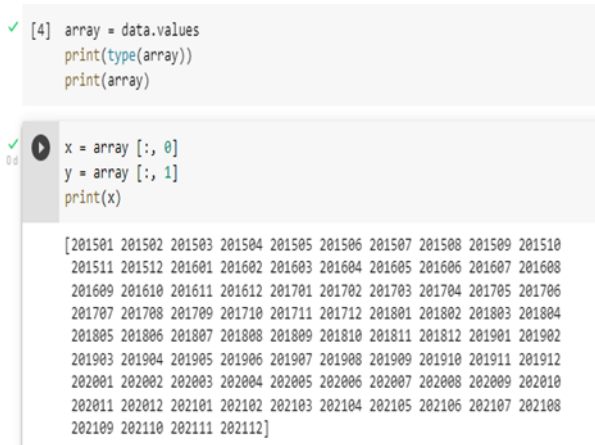 [4] array = data.values
print(type(array))
print(array)
0 d
x = array [:, 0]
y = array [:, 1]
print(x)
[201501 201502 201503 201504 201505 201506 201507 201508 201509 201510
201511 201512 201601 201602 201603 201604 201605 201606 201607 201608
201609 201610 201611 201612 201701 201702 201703 201704 201705 201706
201707 201708 201709 201710 201711 201712 201801 201802 201803 201804
201805 201806 201807 201808 201809 201810 201811 201812 201901 201902
201903 201904 201905 201906 201907 201908 201909 201910 201911 201912
202001 202002 202003 202004 202005 202006 202007 202008 202009 202010
202011 202012 202101 202102 202103 202104 202105 202106 202107 202108
202109 202110 202111 202112]